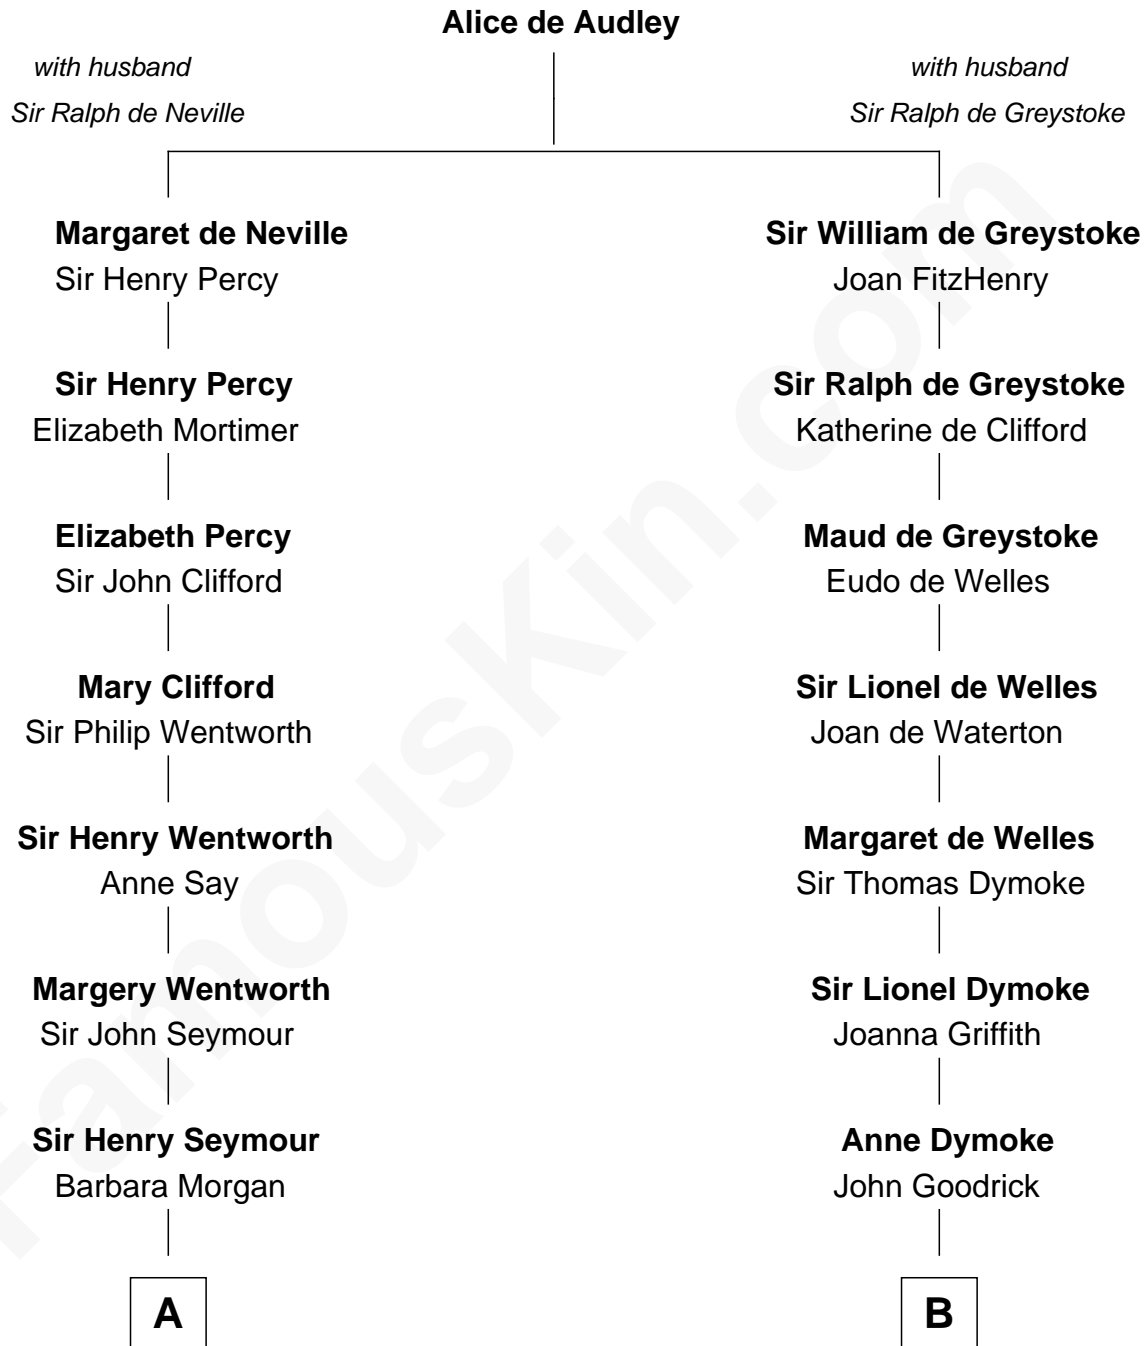 Alice de Audley
with husband
Sir Ralph de Neville
with husband
Sir Ralph de Greystoke
Margaret de Neville
Sir Henry Percy
Sir William de Greystoke
Joan FitzHenry
Sir Henry Percy
Elizabeth Mortimer
Sir Ralph de Greystoke
Katherine de Clifford
Elizabeth Percy
Sir John Clifford
Maud de Greystoke
Eudo de Welles
Mary Clifford
Sir Philip Wentworth
Sir Lionel de Welles
Joan de Waterton
Sir Henry Wentworth
Anne Say
Margaret de Welles
Sir Thomas Dymoke
Margery Wentworth
Sir John Seymour
Sir Lionel Dymoke
Joanna Griffith
Sir Henry Seymour
Barbara Morgan
Anne Dymoke
John Goodrick
A
B
FamousKin.com